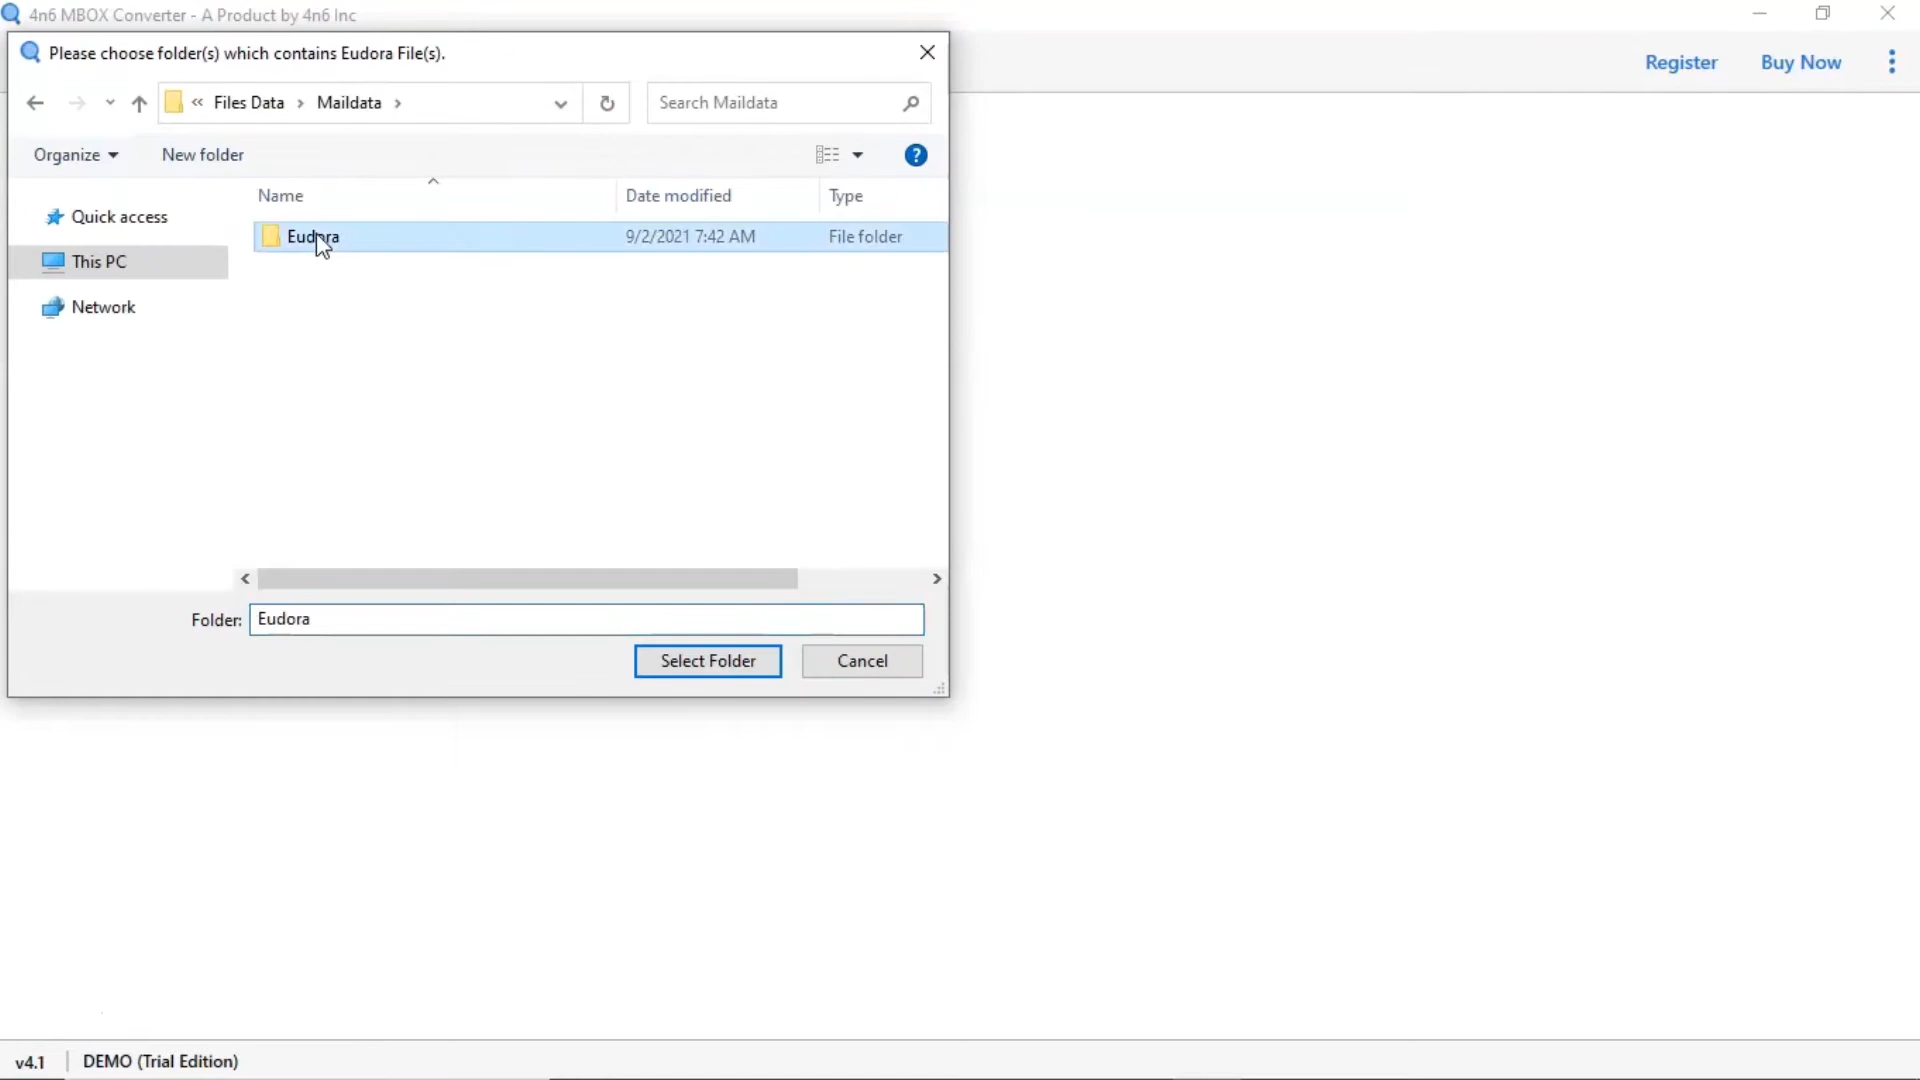 4n6 MBOX Converter - A Product by 4n6 Inc
Please choose folder(s) which contains Eudora File(s).
Register
Buy Now
« Files Data › Maildata ›
Search Maildata
Organize
New folder
?
Name
Date modified
Type
Quick access
Eudora
9/2/2021 7:42 AM
File folder
This PC
Network
Folder:
Eudora
Select Folder
Cancel
v4.1
DEMO (Trial Edition)